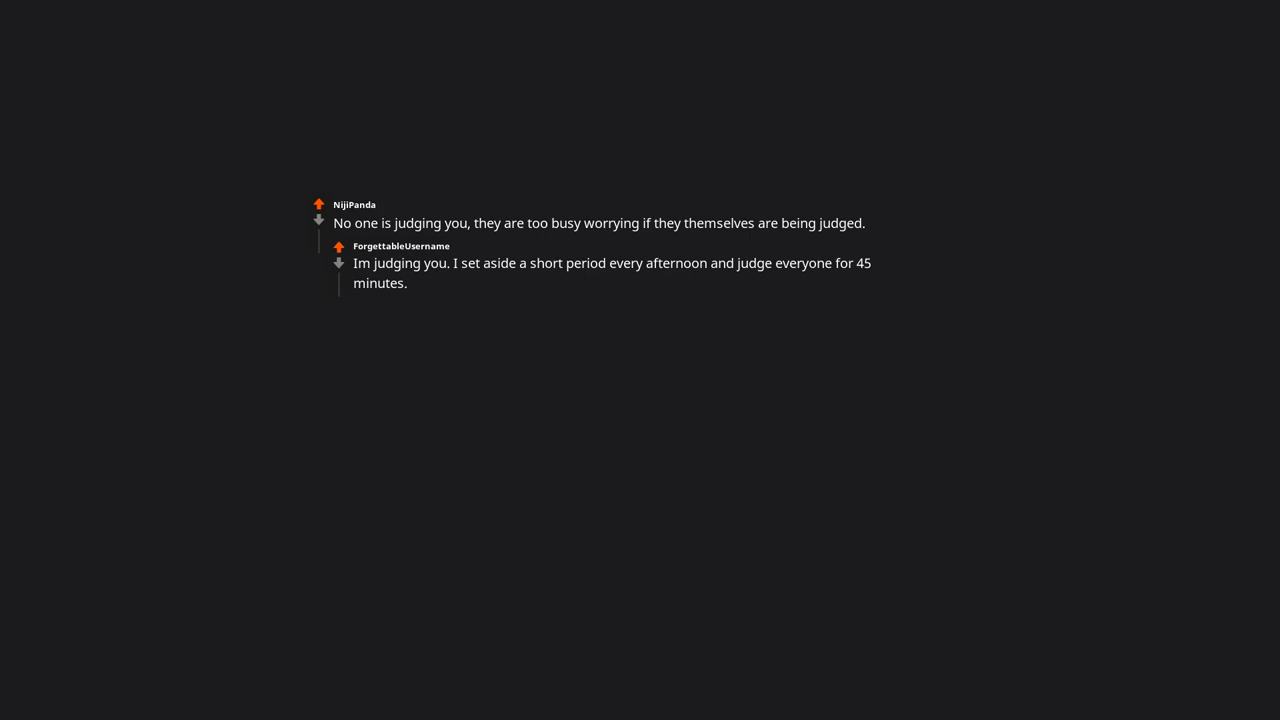 NijiPanda
No one is judging you, they are too busy worrying if they themselves are being judged.
ForgettableUsername
Im judging you. I set aside a short period every afternoon and judge everyone for 45
minutes.